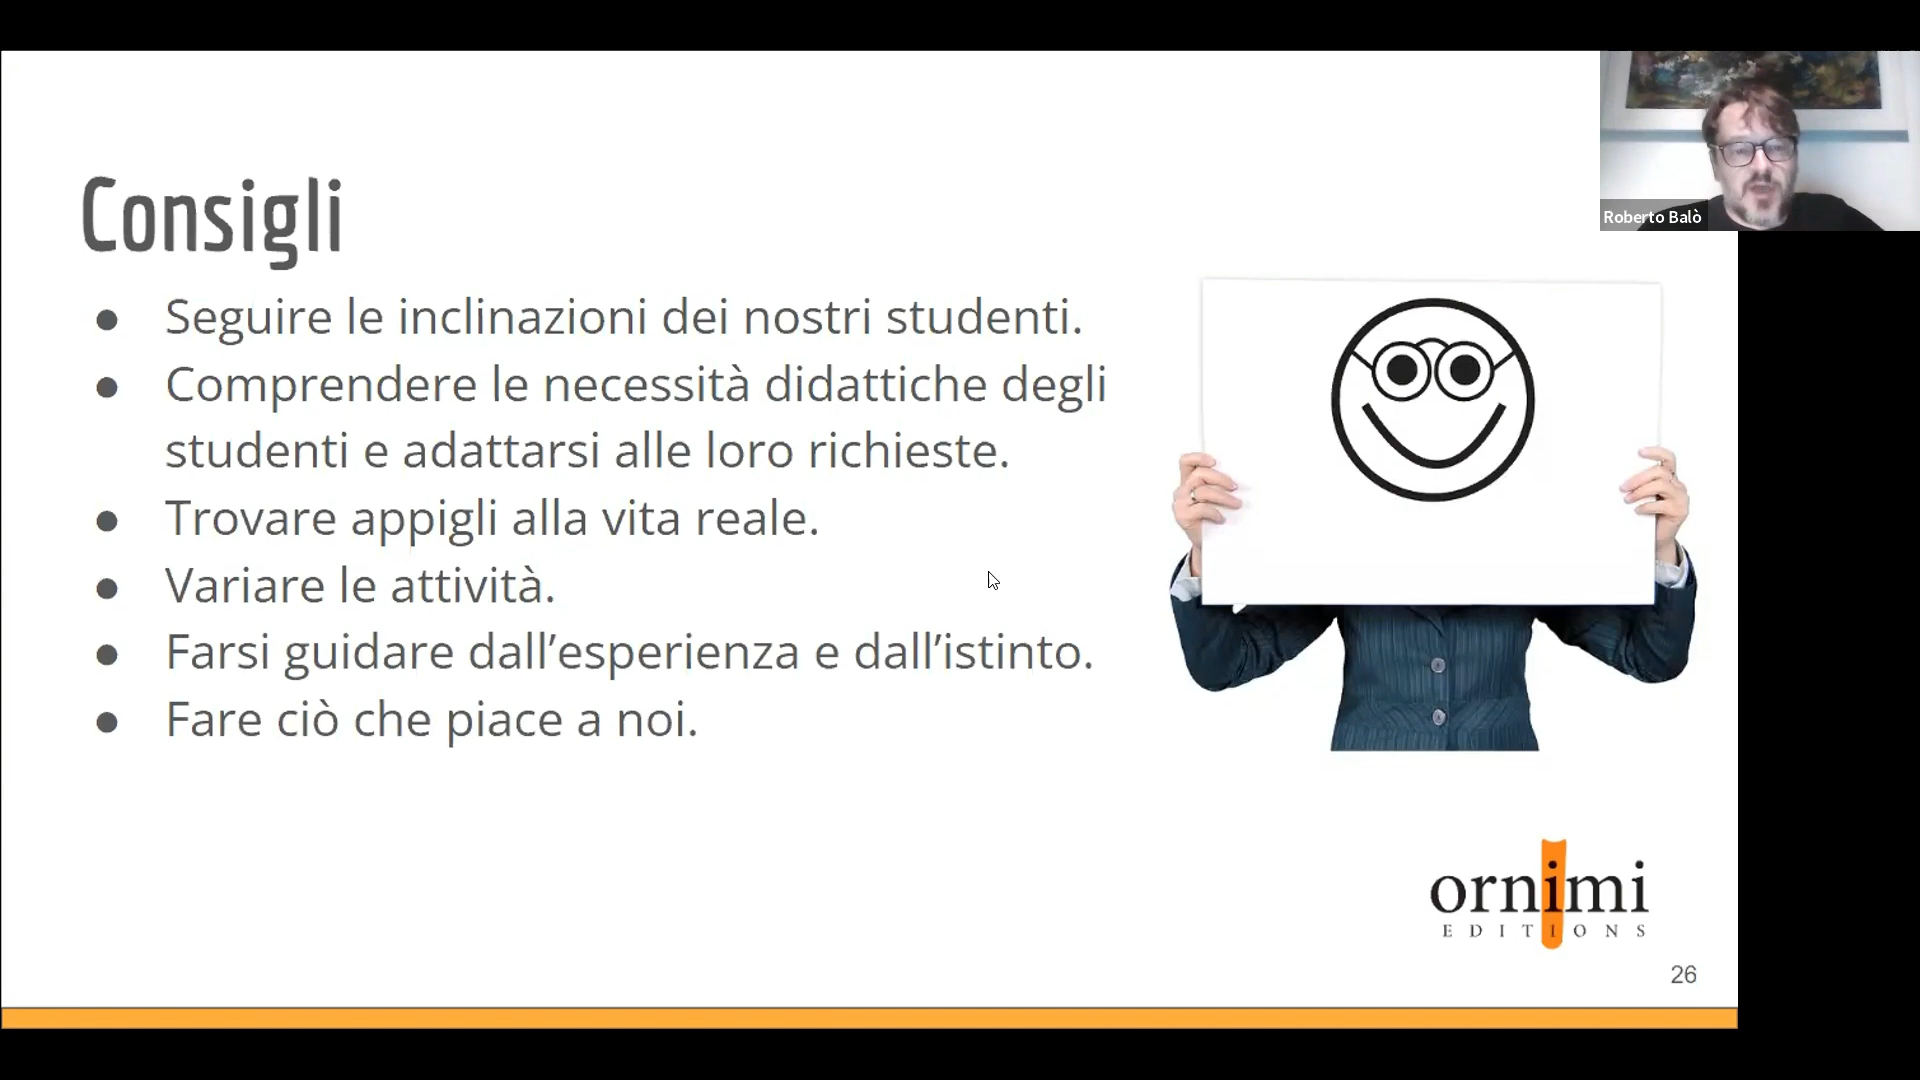 Roberto Balò
Consigli
● Seguire le inclinazioni dei nostri studenti.
● Comprendere le necessità didattiche degli
studenti e adattarsi alle loro richieste.
● Trovare appigli alla vita reale.
● Variare le attività.
● Farsi guidare dall’esperienza e dall’istinto.
● Fare ciò che piace a noi.
ornimi
EDITIONS
26